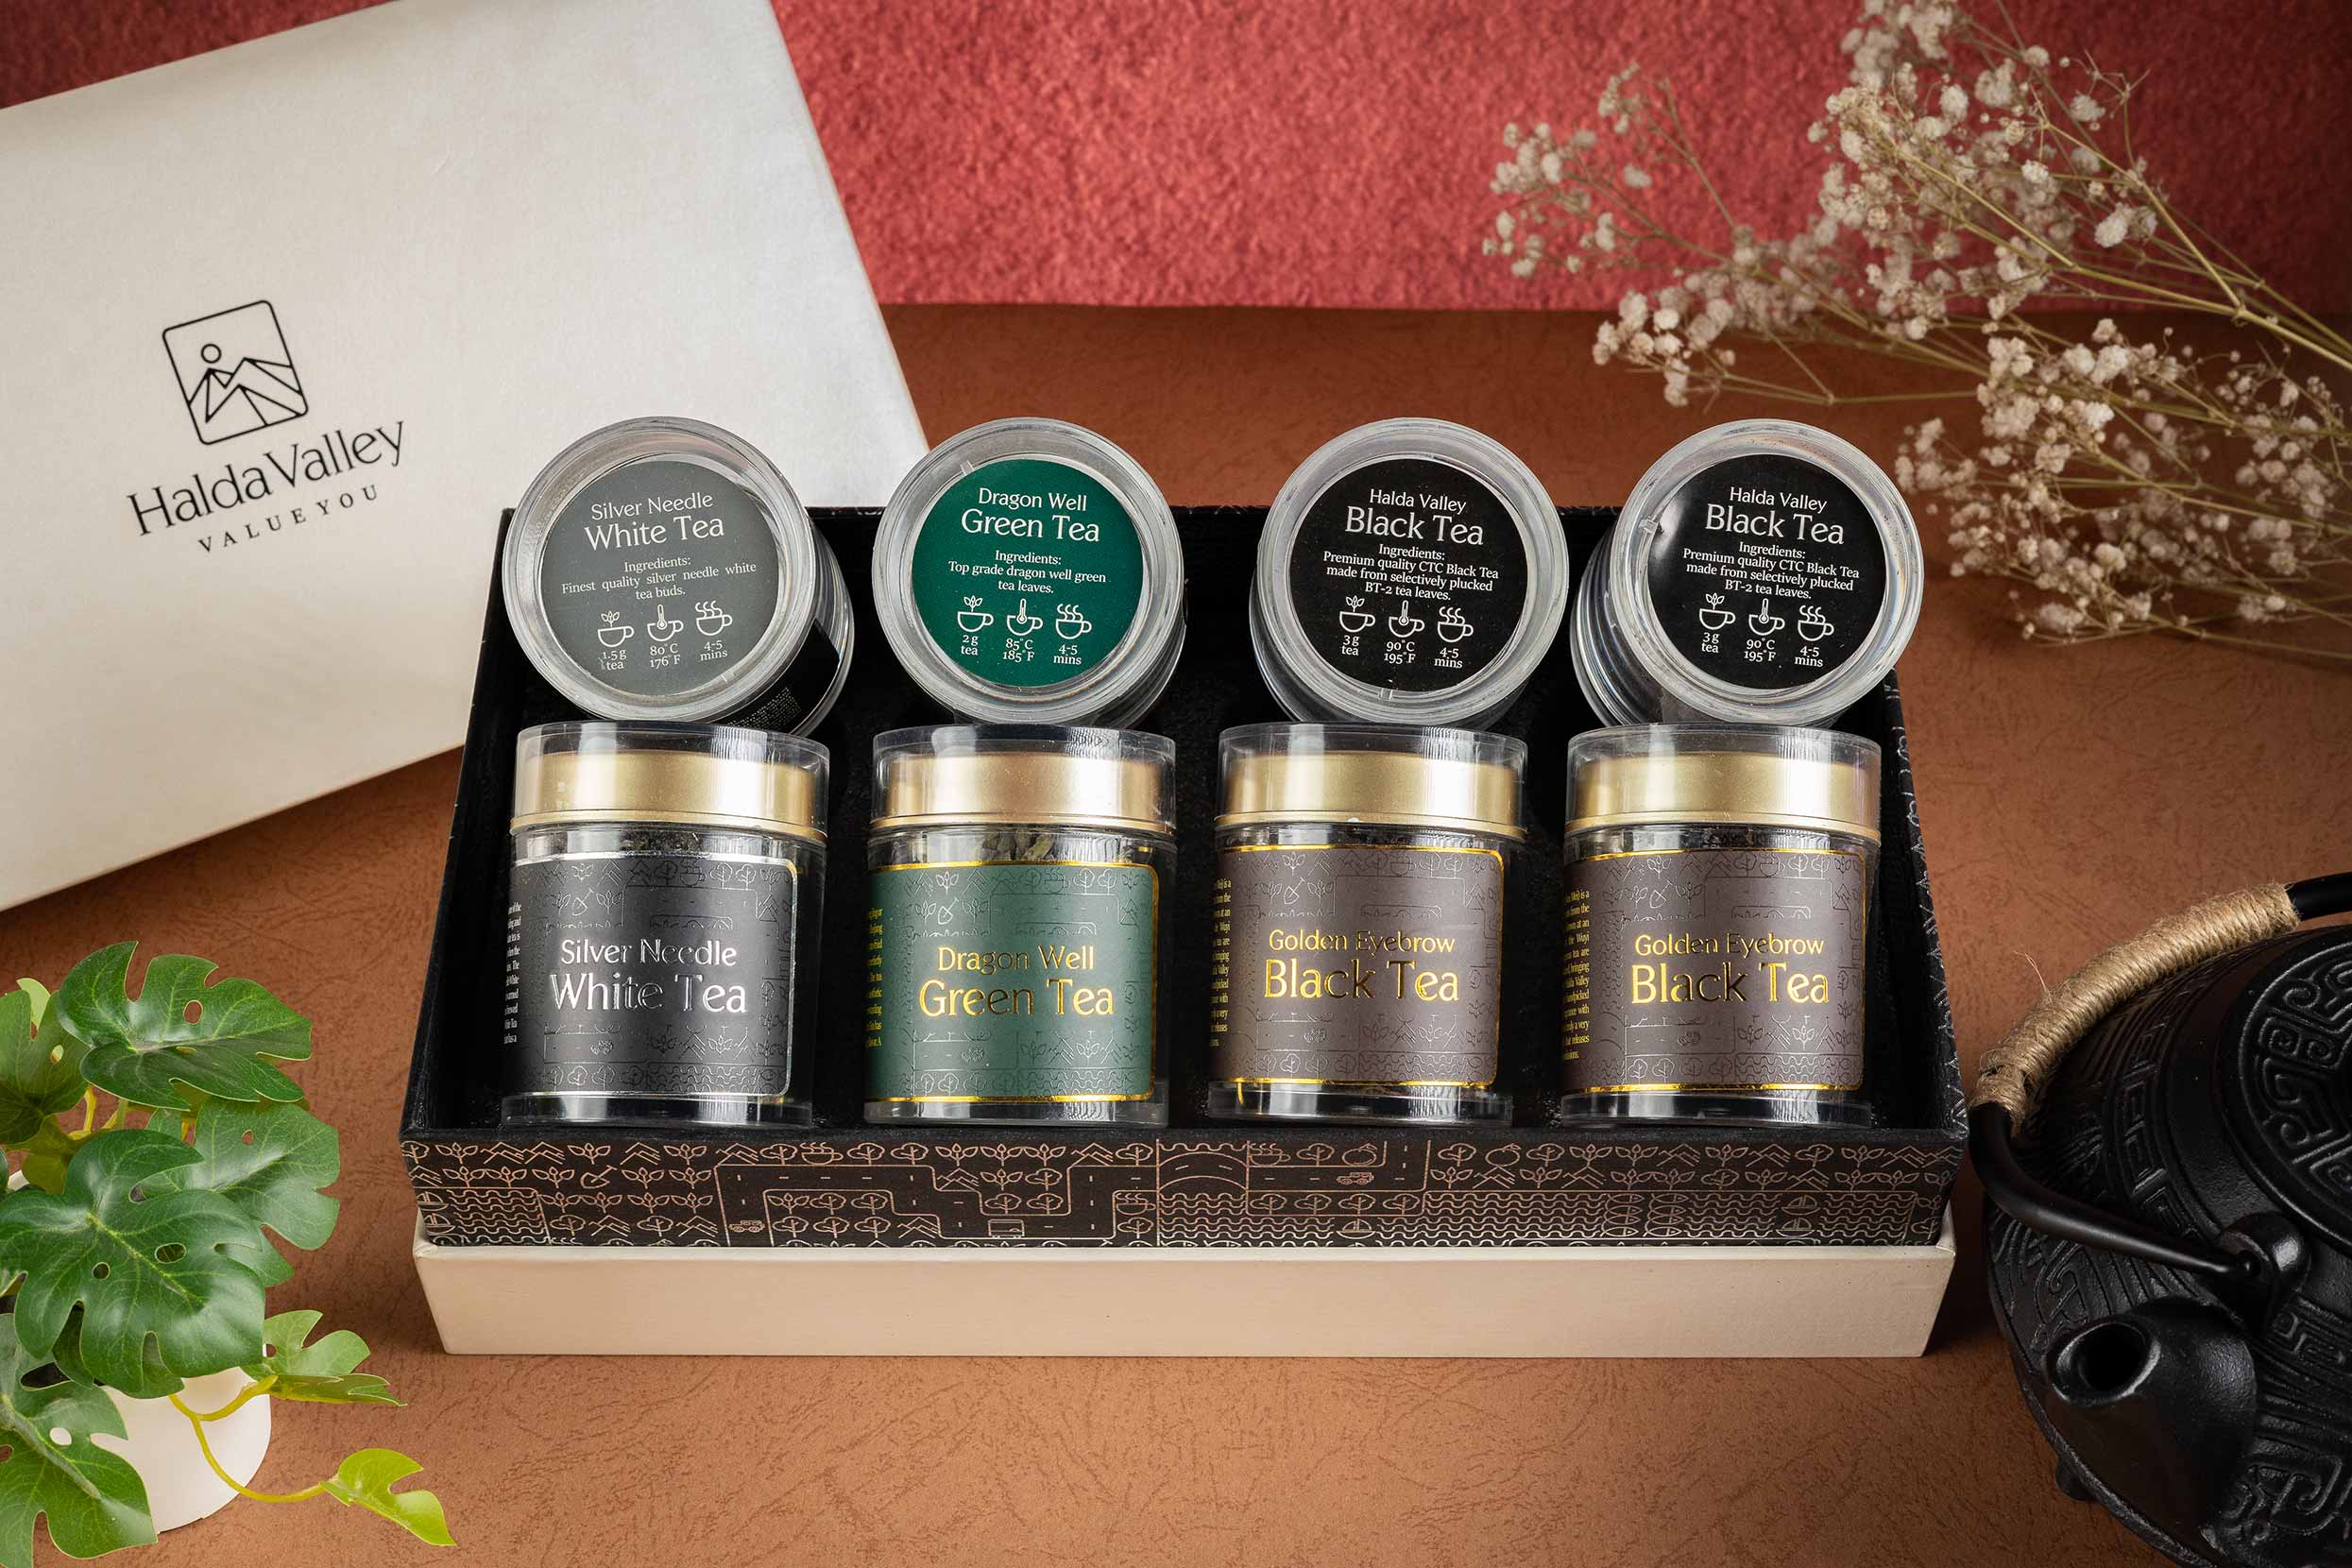 Halda Valley
VALUE YOU
Silver Needle
White Tea
Ingredients:
Finest quality silver needle white
tea buds.
1.5 g
tea
80°C
176°F
4-5
mins
Dragon Well
Green Tea
Ingredients:
Top grade dragon well green
tea leaves.
2 g
tea
85°C
185°F
4-5
mins
Halda Valley
Black Tea
Ingredients:
Premium quality CTC Black Tea
made from selectively plucked
BT-2 tea leaves.
3 g
tea
90°C
195°F
4-5
mins
Halda Valley
Black Tea
Ingredients:
Premium quality CTC Black Tea
made from selectively plucked
BT-2 tea leaves.
3 g
tea
90°C
195°F
4-5
mins
Silver Needle
White Tea
Dragon Well
Green Tea
Golden Eyebrow
Black Tea
Golden Eyebrow
Black Tea